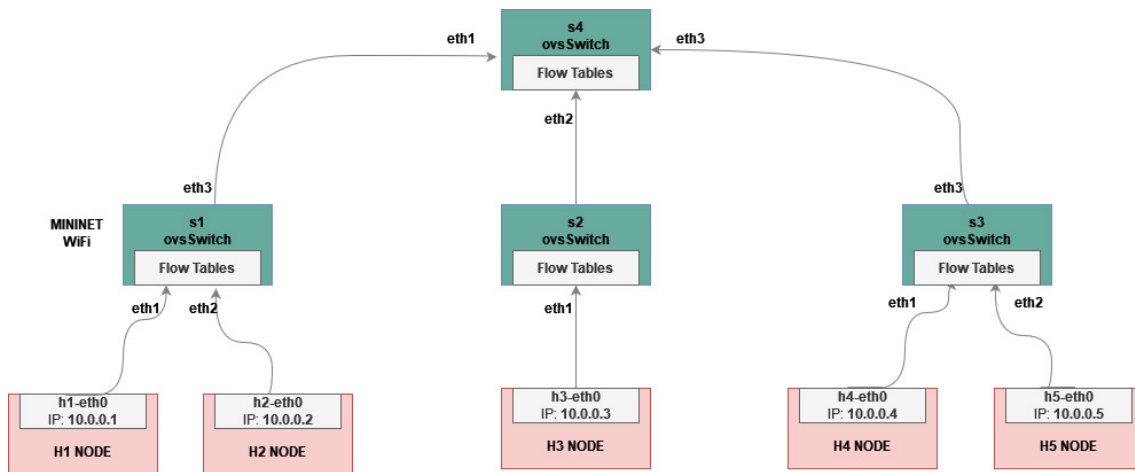 s4
ovsSwitch
Flow Tables
eth1
eth3
eth2
eth3
eth3
MININET
WiFi
s1
ovsSwitch
Flow Tables
s2
ovsSwitch
Flow Tables
s3
ovsSwitch
Flow Tables
eth1
eth2
eth1
eth1
eth2
h1-eth0
IP: 10.0.0.1
H1 NODE
h2-eth0
IP: 10.0.0.2
H2 NODE
h3-eth0
IP: 10.0.0.3
H3 NODE
h4-eth0
IP: 10.0.0.4
H4 NODE
h5-eth0
IP: 10.0.0.5
H5 NODE